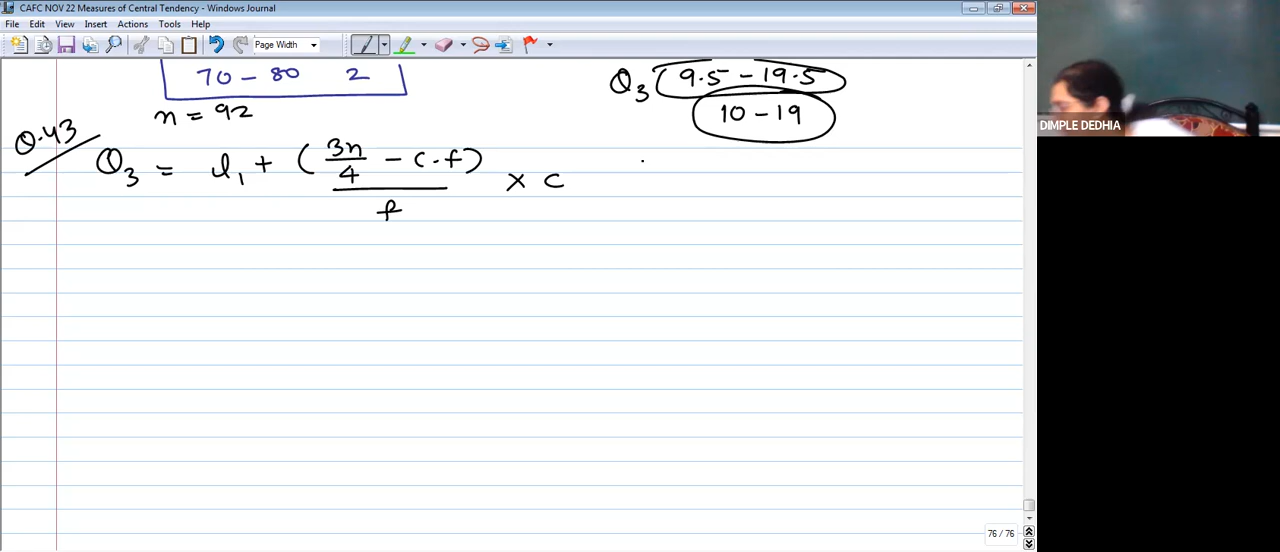 CAFC NOV 22 Measures of Central Tendency - Windows Journal
File Edit View Insert Actions Tools Help
Page Width
70 - 80 2
n = 92
Q3 9.5 - 19.5
10 - 19
Q.43
Q3 = l1 + (3n/4 - c.f) / f × c
DIMPLE DEDHIA
76 / 76